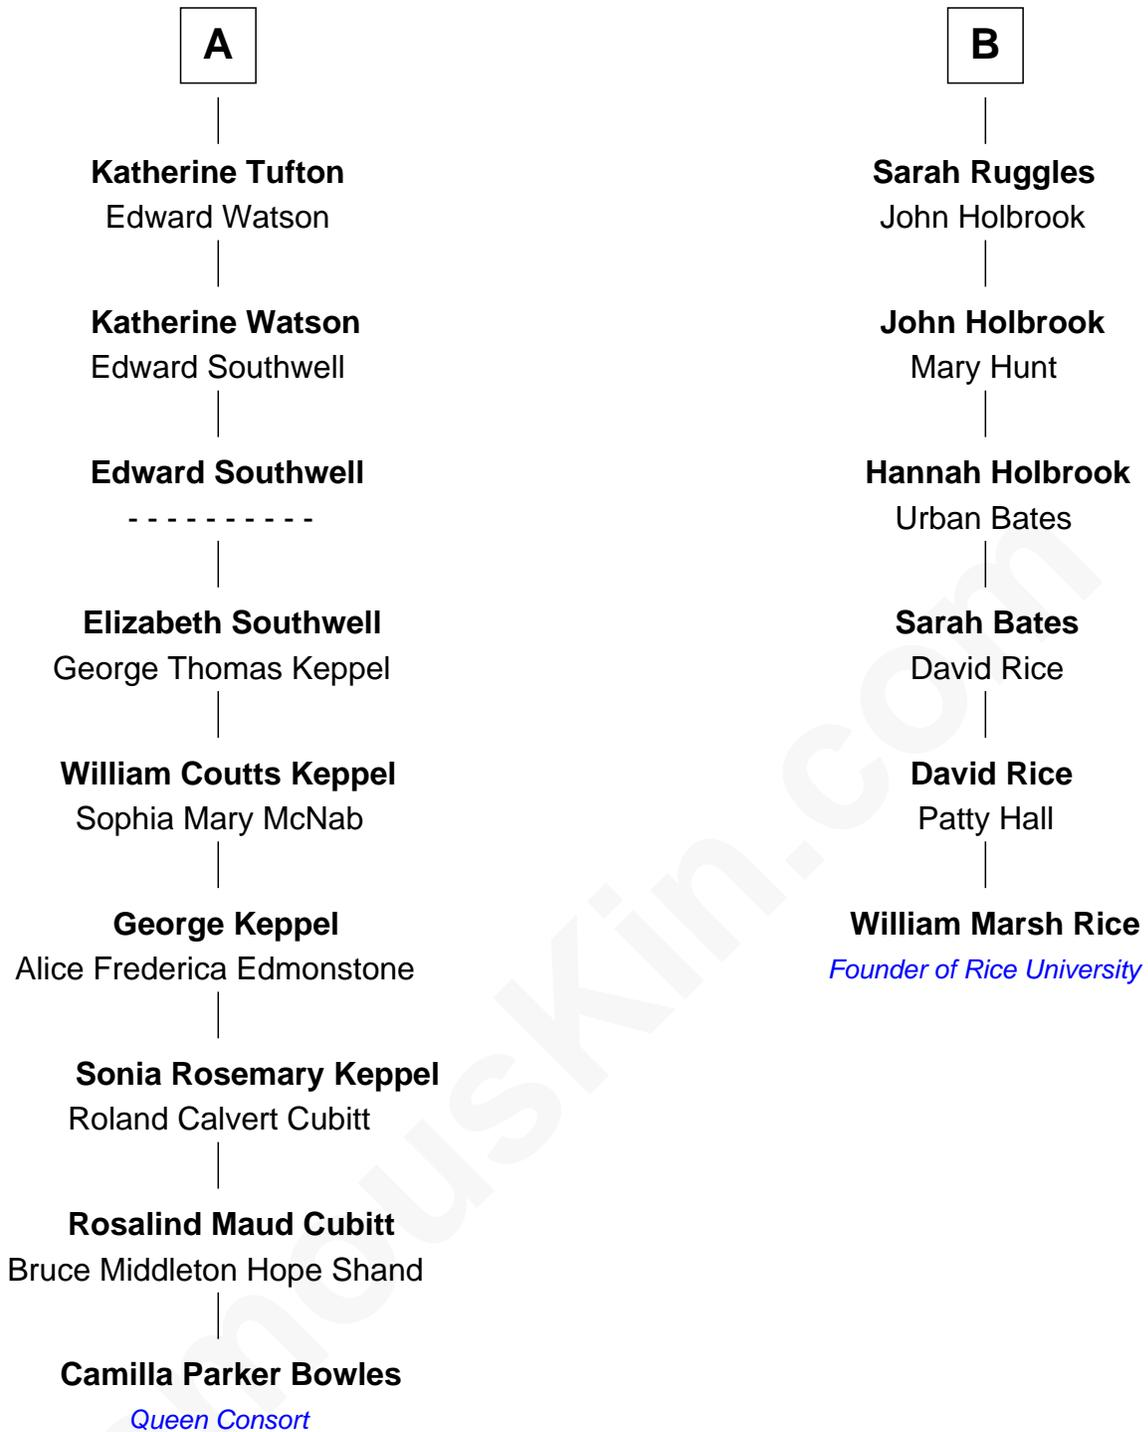 A
Katherine Tufton
Edward Watson
Katherine Watson
Edward Southwell
Edward Southwell
- - - - - - - - - -
Elizabeth Southwell
George Thomas Keppel
William Coutts Keppel
Sophia Mary McNab
George Keppel
Alice Frederica Edmonstone
Sonia Rosemary Keppel
Roland Calvert Cubitt
Rosalind Maud Cubitt
Bruce Middleton Hope Shand
Camilla Parker Bowles
Queen Consort
B
Sarah Ruggles
John Holbrook
John Holbrook
Mary Hunt
Hannah Holbrook
Urban Bates
Sarah Bates
David Rice
David Rice
Patty Hall
William Marsh Rice
Founder of Rice University
omousKin.com